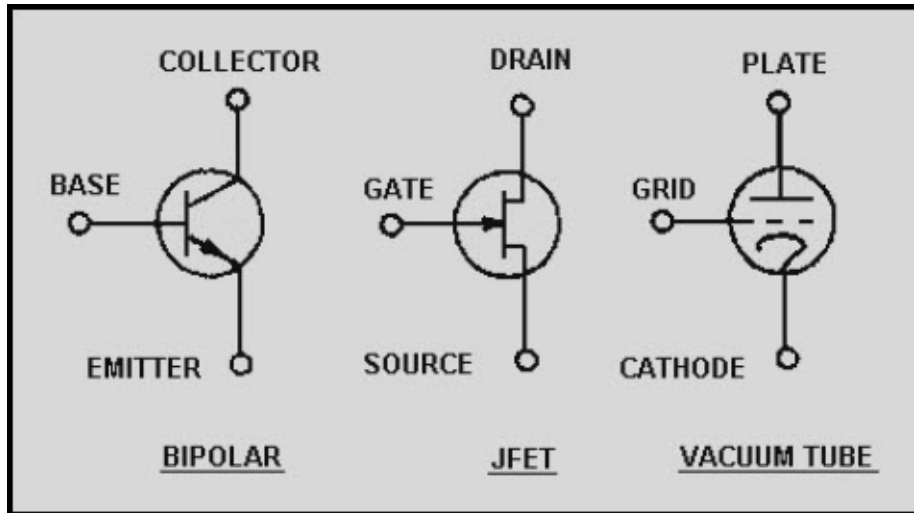 COLLECTOR
BASE
EMITTER
BIPOLAR
DRAIN
GATE
SOURCE
JFET
PLATE
GRID
CATHODE
VACUUM TUBE